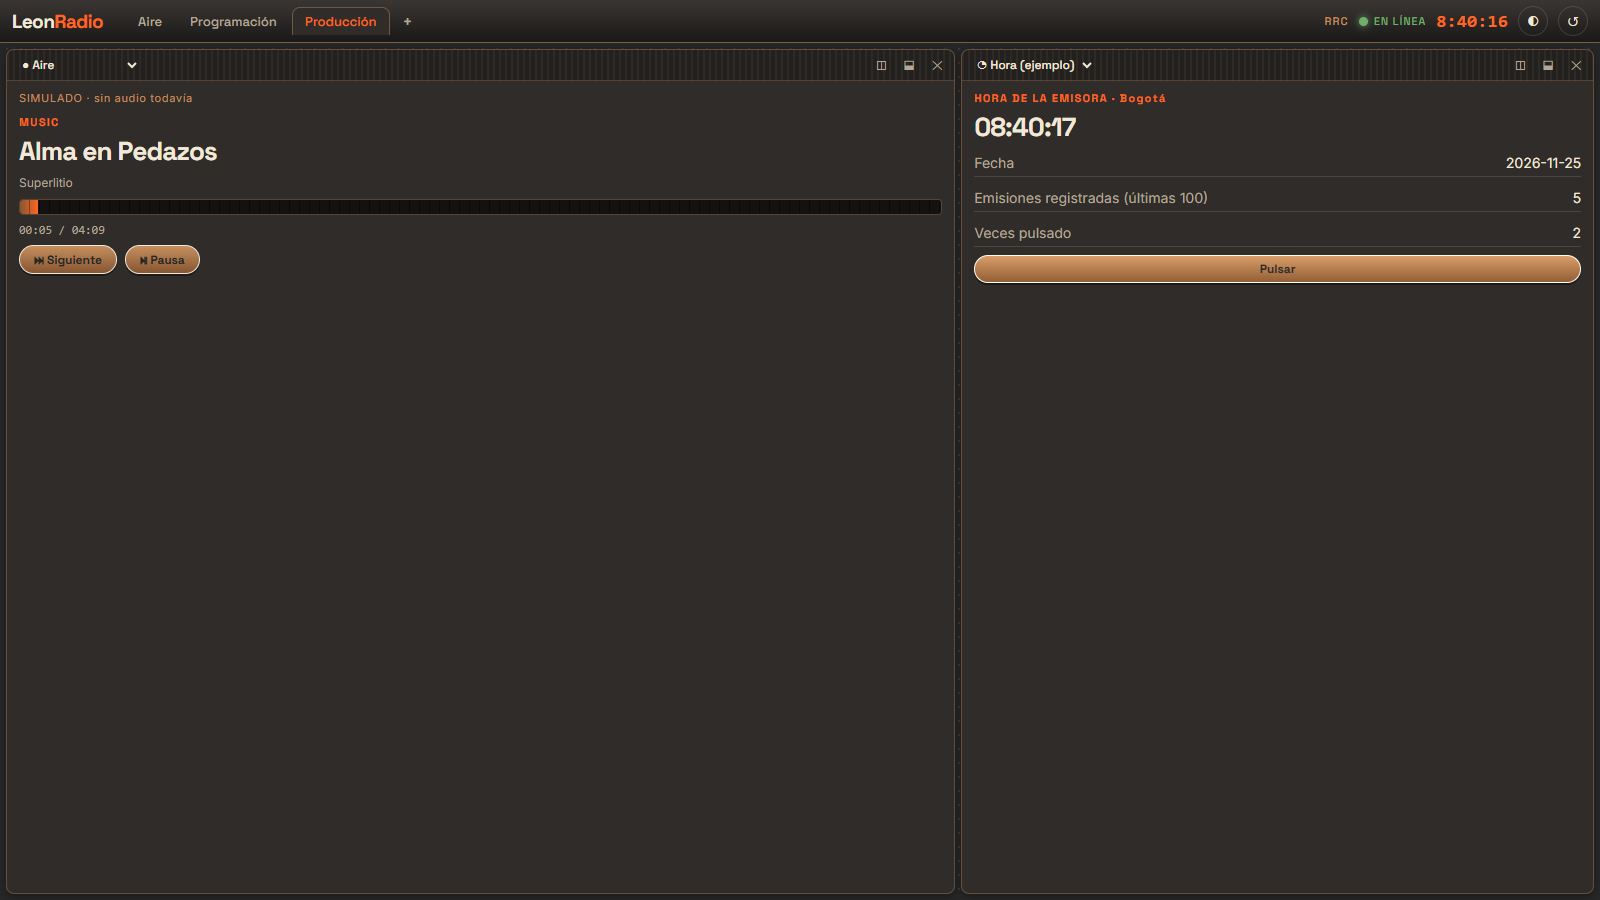 LeonRadio
Aire
Programación
Producción
+
RRC
EN LÍNEA
8:40:16
Aire
SIMULADO · sin audio todavía
MUSIC
Alma en Pedazos
Superlitio
00:05 / 04:09
Siguiente
Pausa
Hora (ejemplo)
HORA DE LA EMISORA · Bogotá
08:40:17
Fecha 2026-11-25
Emisiones registradas (últimas 100) 5
Veces pulsado 2
Pulsar